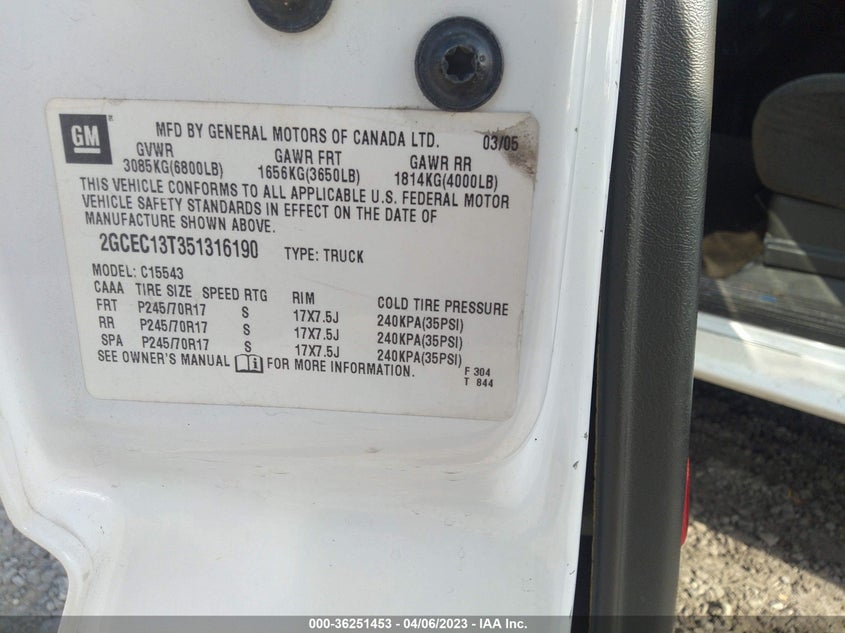 GM
MFD BY GENERAL MOTORS OF CANADA LTD. 03/05
GVWR GAWR FRT GAWR RR
3085KG(6800LB) 1656KG(3650LB) 1814KG(4000LB)
THIS VEHICLE CONFORMS TO ALL APPLICABLE U.S. FEDERAL MOTOR
VEHICLE SAFETY STANDARDS IN EFFECT ON THE DATE OF
MANUFACTURE SHOWN ABOVE.
2GCEC13T351316190 TYPE: TRUCK
MODEL: C15543
CAAA TIRE SIZE SPEED RTG RIM COLD TIRE PRESSURE
FRT P245/70R17 S 17X7.5J 240KPA(35PSI)
RR P245/70R17 S 17X7.5J 240KPA(35PSI)
SPA P245/70R17 S 17X7.5J 240KPA(35PSI)
SEE OWNER'S MANUAL FOR MORE INFORMATION.
F 304
T 844
000-36251453 - 04/06/2023 - IAA Inc.